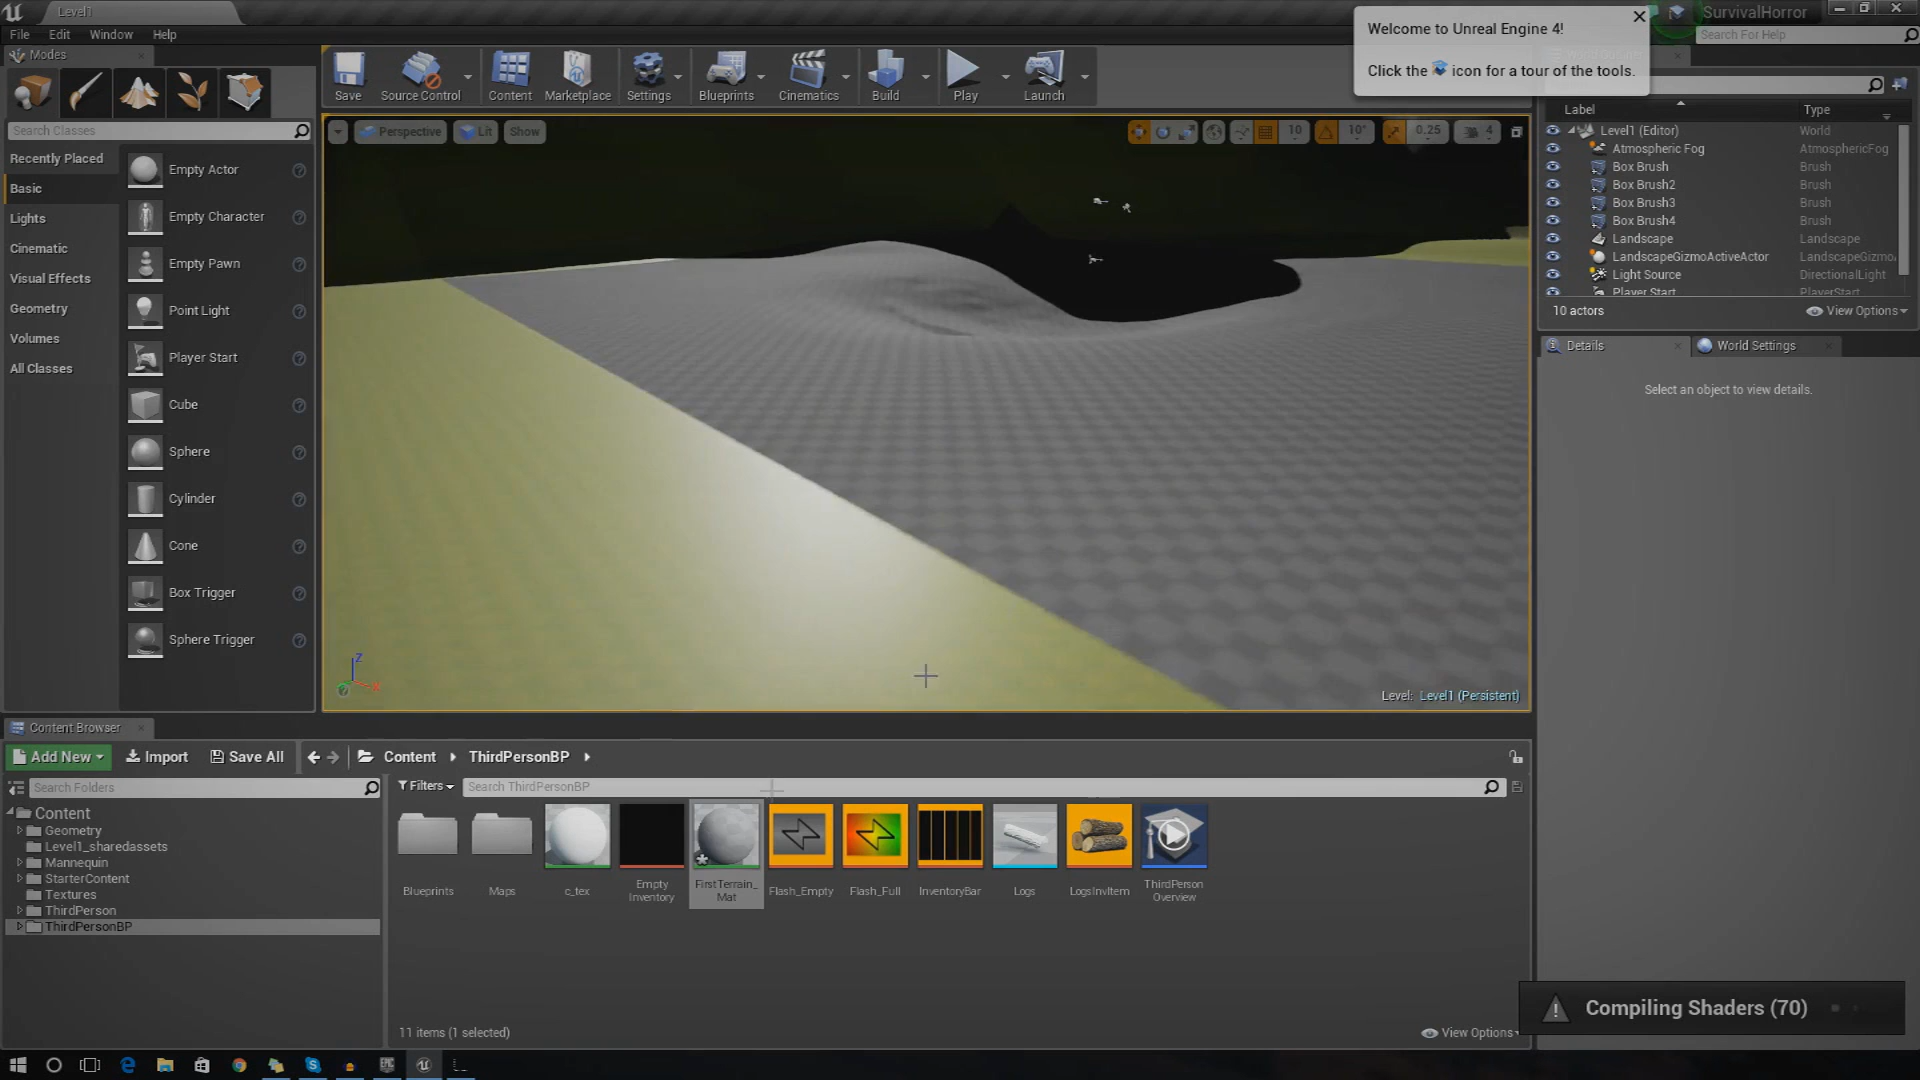 Level1
SurvivalHorror
File Edit Window Help
Search For Help
Welcome to Unreal Engine 4!
Click the icon for a tour of the tools.
Modes
Save
Source Control
Content
Marketplace
Settings
Blueprints
Cinematics
Build
Play
Launch
Search Classes
Recently Placed
Basic
Lights
Cinematic
Visual Effects
Geometry
Volumes
All Classes
Empty Actor
Empty Character
Empty Pawn
Point Light
Player Start
Cube
Sphere
Cylinder
Cone
Box Trigger
Sphere Trigger
Perspective Lit Show
10 10° 0.25 4
Level: Level1 (Persistent)
Label Type
Level1 (Editor) World
Atmospheric Fog AtmosphericFog
Box Brush Brush
Box Brush2 Brush
Box Brush3 Brush
Box Brush4 Brush
Landscape Landscape
LandscapeGizmoActiveActor LandscapeGizmo
Light Source DirectionalLight
Player Start PlayerStart
10 actors View Options
Details World Settings
Select an object to view details.
Content Browser
Add New Import Save All Content ThirdPersonBP
Search Folders
Filters Search ThirdPersonBP
Content
Geometry
Level1_sharedassets
Mannequin
StarterContent
Textures
ThirdPerson
ThirdPersonBP
Blueprints
Maps
c_tex
Empty
Inventory
FirstTerrain_
Mat
Flash_Empty
Flash_Full
InventoryBar
Logs
LogsInvItem
ThirdPerson
Overview
11 items (1 selected) View Options
Compiling Shaders (70)